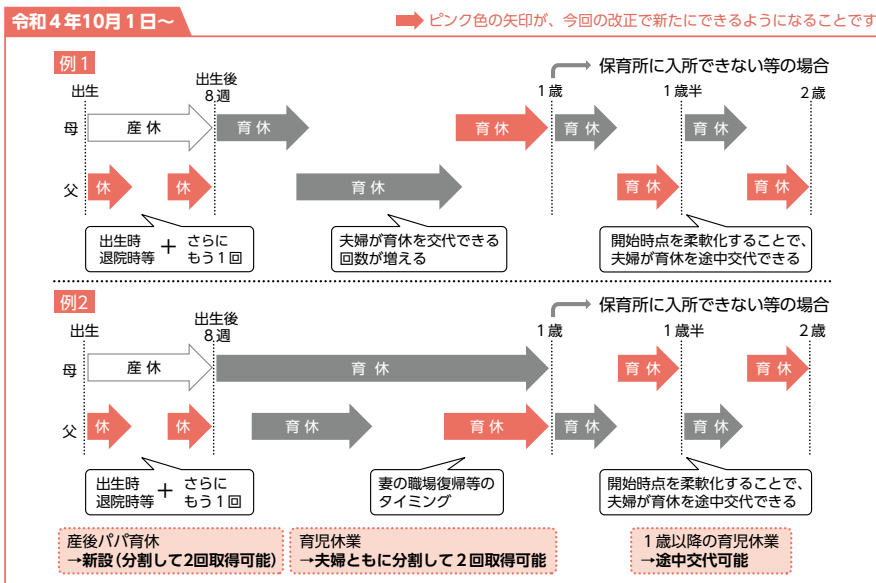 令和4年10月1日～
ピンク色の矢印が、今回の改正で新たにできるようになることです
例1
保育所に入所できない等の場合
出生
出生後
8週
1歳
1歳半
2歳
母
産休
育休
育休
育休
育休
父
休
休
育休
育休
育休
出生時
退院時等
＋
さらに
もう1回
夫婦が育休を交代できる
回数が増える
開始時点を柔軟化することで、
夫婦が育休を途中交代できる
例2
保育所に入所できない等の場合
出生
出生後
8週
1歳
1歳半
2歳
母
産休
育休
育休
育休
父
休
休
育休
育休
育休
育休
出生時
退院時等
＋
さらに
もう1回
妻の職場復帰等の
タイミング
開始時点を柔軟化することで、
夫婦が育休を途中交代できる
産後パパ育休
→新設（分割して2回取得可能）
育児休業
→夫婦ともに分割して2回取得可能
1歳以降の育児休業
→途中交代可能